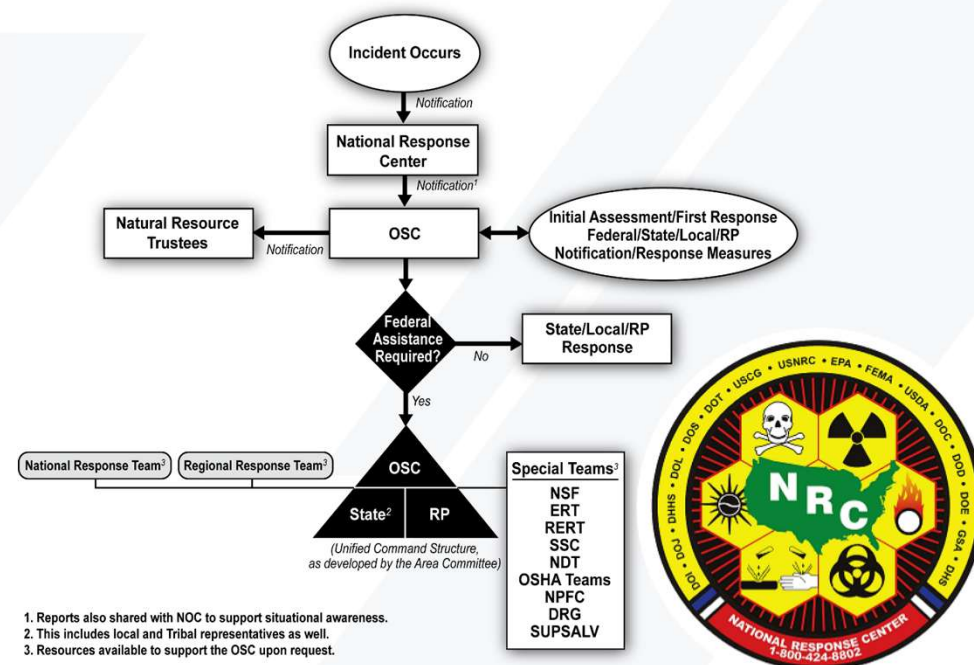 Incident Occurs
Notification
National Response
Center
Notification¹
Natural Resource
Trustees
Notification
OSC
Initial Assessment/First Response
Federal/State/Local/RP
Notification/Response Measures
Federal
Assistance
Required?
No
State/Local/RP
Response
Yes
National Response Team³
Regional Response Team³
OSC
State²
RP
(Unified Command Structure,
as developed by the Area Committee)
Special Teams³
NSF
ERT
RERT
SSC
NDT
OSHA Teams
NPFC
DRG
SUPSALV
1. Reports also shared with NOC to support situational awareness.
2. This includes local and Tribal representatives as well.
3. Resources available to support the OSC upon request.
DOI • DOJ • DHHS • DOL • DOS • DOT • USCG • USNRC • EPA • FEMA • USDA • DOC • DOD • DOE • GSA • DHS
NRC
NATIONAL RESPONSE CENTER
1-800-424-8802